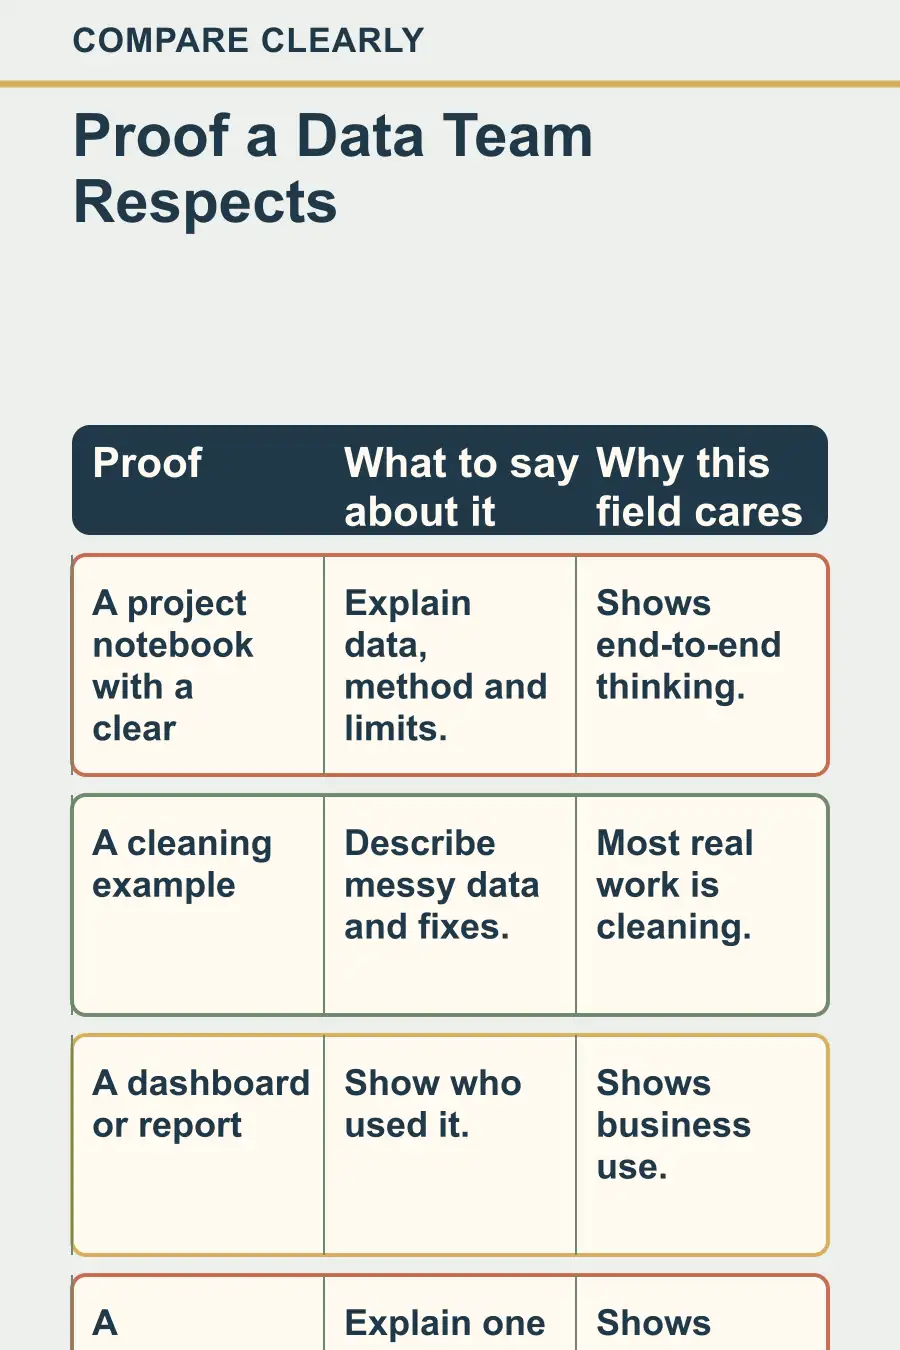 COMPARE CLEARLY
Proof a Data Team
Respects
Proof
What to say
about it
Why this
field cares
A project
notebook
with a
clear
Explain
data,
method and
limits.
Shows
end-to-end
thinking.
A cleaning
example
Describe
messy data
and fixes.
Most real
work is
cleaning.
A dashboard
or report
Show who
used it.
Shows
business
use.
A
Explain one
Shows